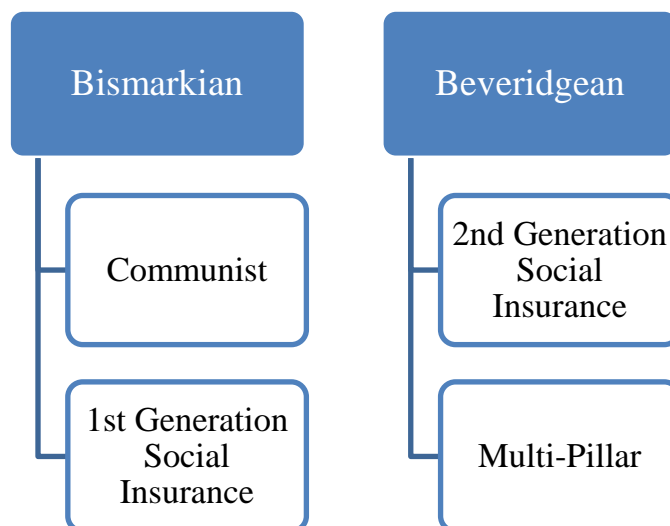 Bismarkian
Communist
1st Generation
Social
Insurance
Beveridgean
2nd Generation
Social
Insurance
Multi-Pillar